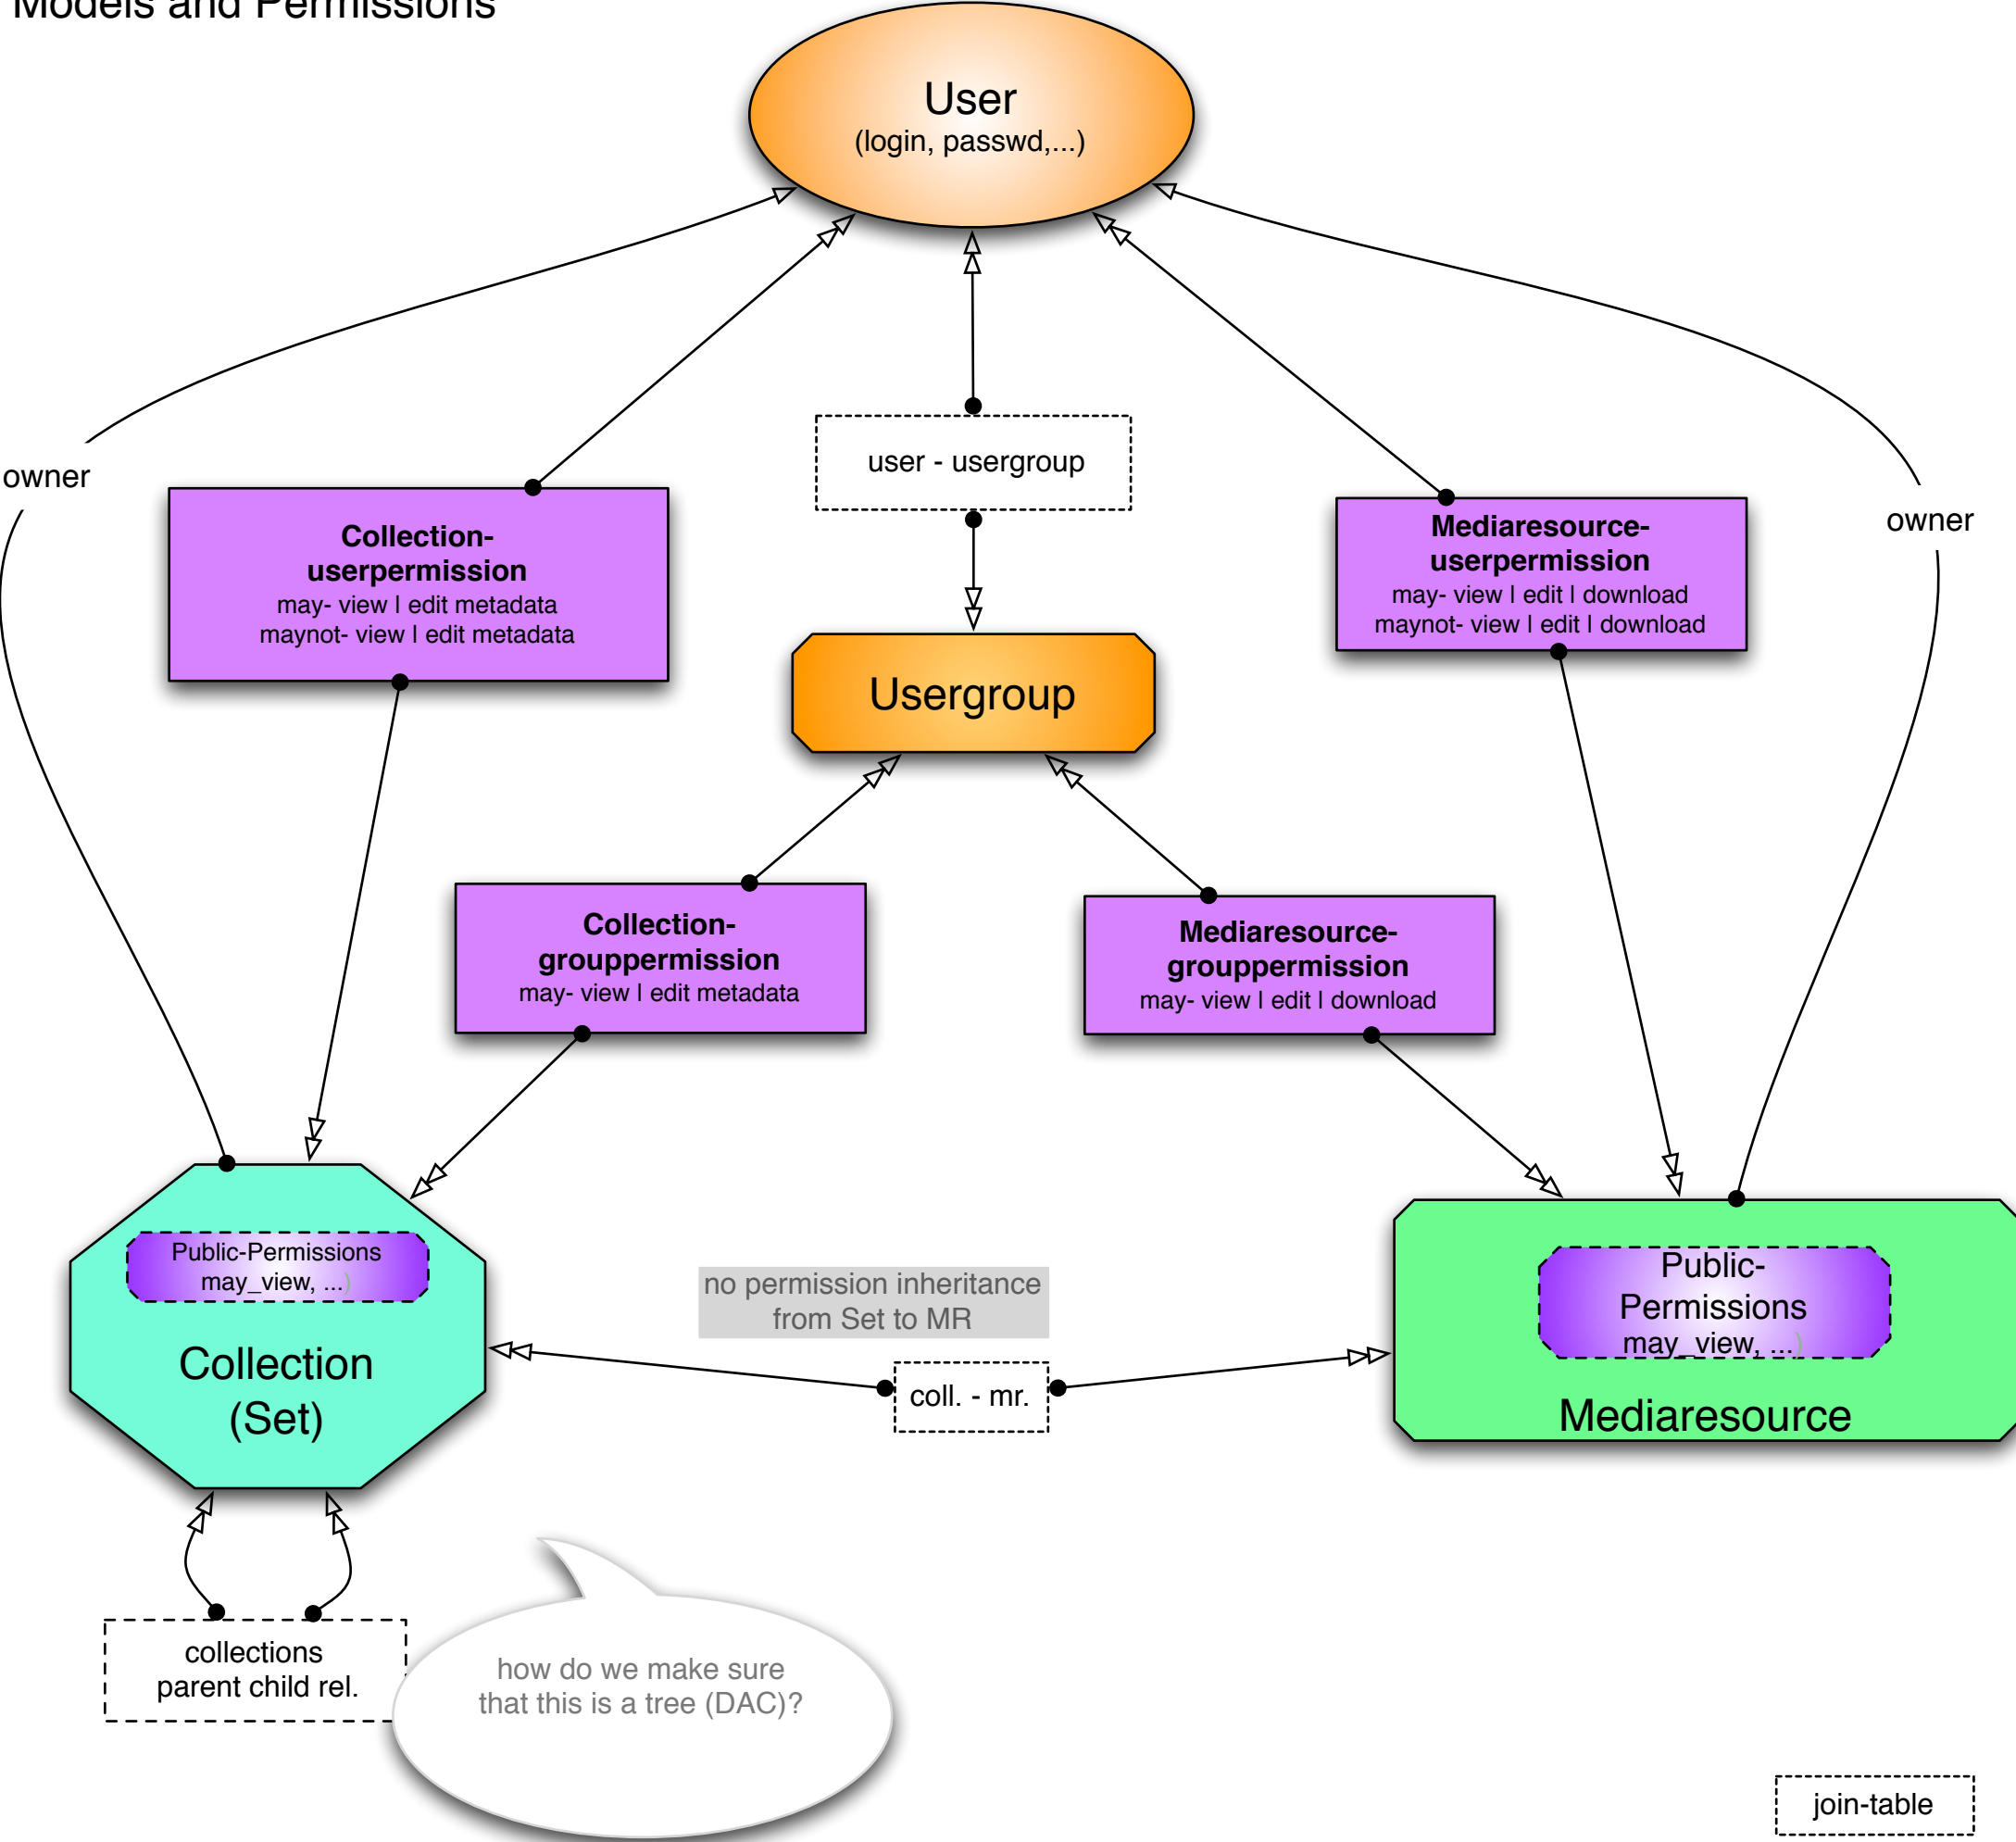 Models and Permissions
User
(login, passwd,...)
owner
user - usergroup
owner
Collection-
userpermission
may- view | edit metadata
maynot- view | edit metadata
Mediaresource-
userpermission
may- view | edit | download
maynot- view | edit | download
Usergroup
Collection-
grouppermission
may- view | edit metadata
Mediaresource-
grouppermission
may- view | edit | download
Public-Permissions
may_view, ...)
Collection
(Set)
no permission inheritance
from Set to MR
coll. - mr.
Public-
Permissions
may_view, ...)
Mediaresource
collections
parent child rel.
how do we make sure
that this is a tree (DAC)?
join-table